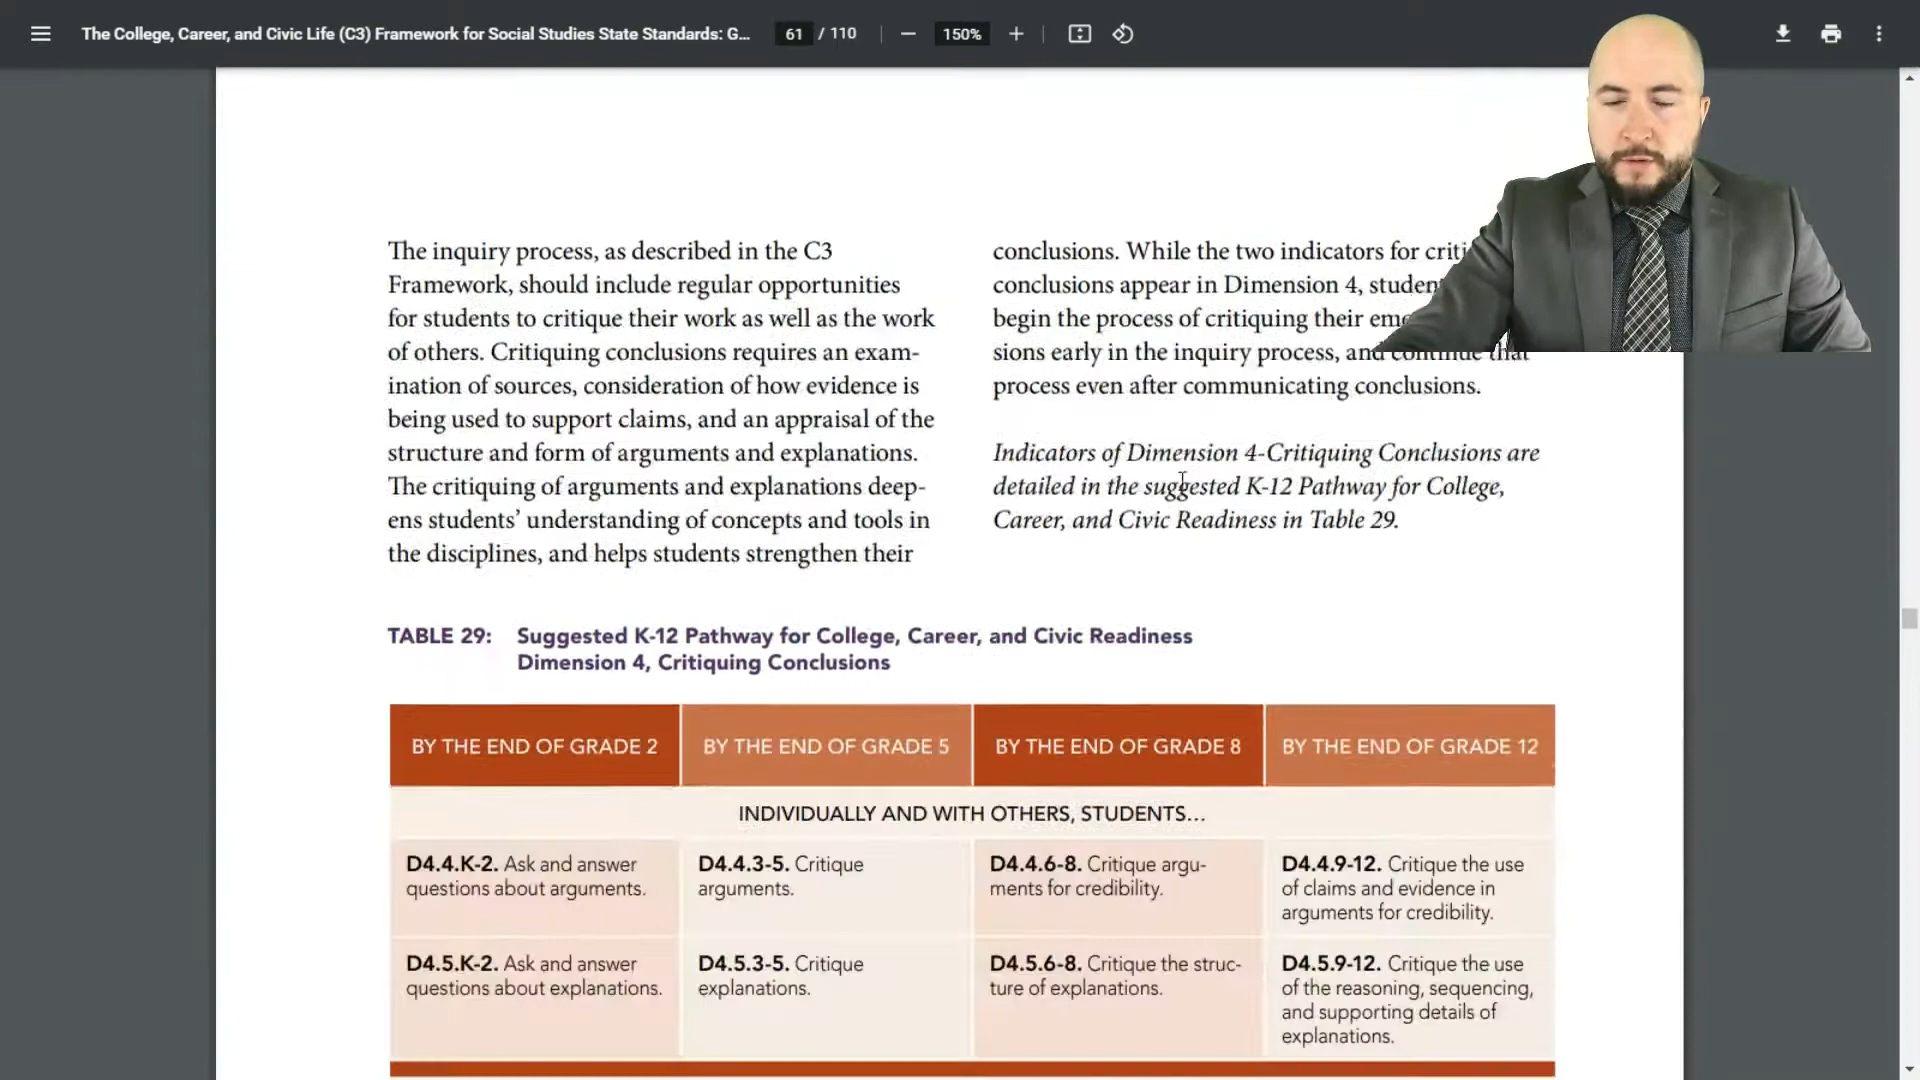 The College, Career, and Civic Life (C3) Framework for Social Studies State Standards: G...
61 / 110
150%
The inquiry process, as described in the C3
Framework, should include regular opportunities
for students to critique their work as well as the work
of others. Critiquing conclusions requires an exam-
ination of sources, consideration of how evidence is
being used to support claims, and an appraisal of the
structure and form of arguments and explanations.
The critiquing of arguments and explanations deep-
ens students’ understanding of concepts and tools in
the disciplines, and helps students strengthen their
conclusions. While the two indicators for
conclusions appear in Dimension 4,
begin the process of critiquing their
sions early in the inquiry process, and continue that
process even after communicating conclusions.
Indicators of Dimension 4-Critiquing Conclusions are
detailed in the suggested K-12 Pathway for College,
Career, and Civic Readiness in Table 29.
TABLE 29: Suggested K-12 Pathway for College, Career, and Civic Readiness
Dimension 4, Critiquing Conclusions
BY THE END OF GRADE 2
BY THE END OF GRADE 5
BY THE END OF GRADE 8
BY THE END OF GRADE 12
INDIVIDUALLY AND WITH OTHERS, STUDENTS…
D4.4.K-2. Ask and answer
questions about arguments.
D4.4.3-5. Critique
arguments.
D4.4.6-8. Critique argu-
ments for credibility.
D4.4.9-12. Critique the use
of claims and evidence in
arguments for credibility.
D4.5.K-2. Ask and answer
questions about explanations.
D4.5.3-5. Critique
explanations.
D4.5.6-8. Critique the struc-
ture of explanations.
D4.5.9-12. Critique the use
of the reasoning, sequencing,
and supporting details of
explanations.